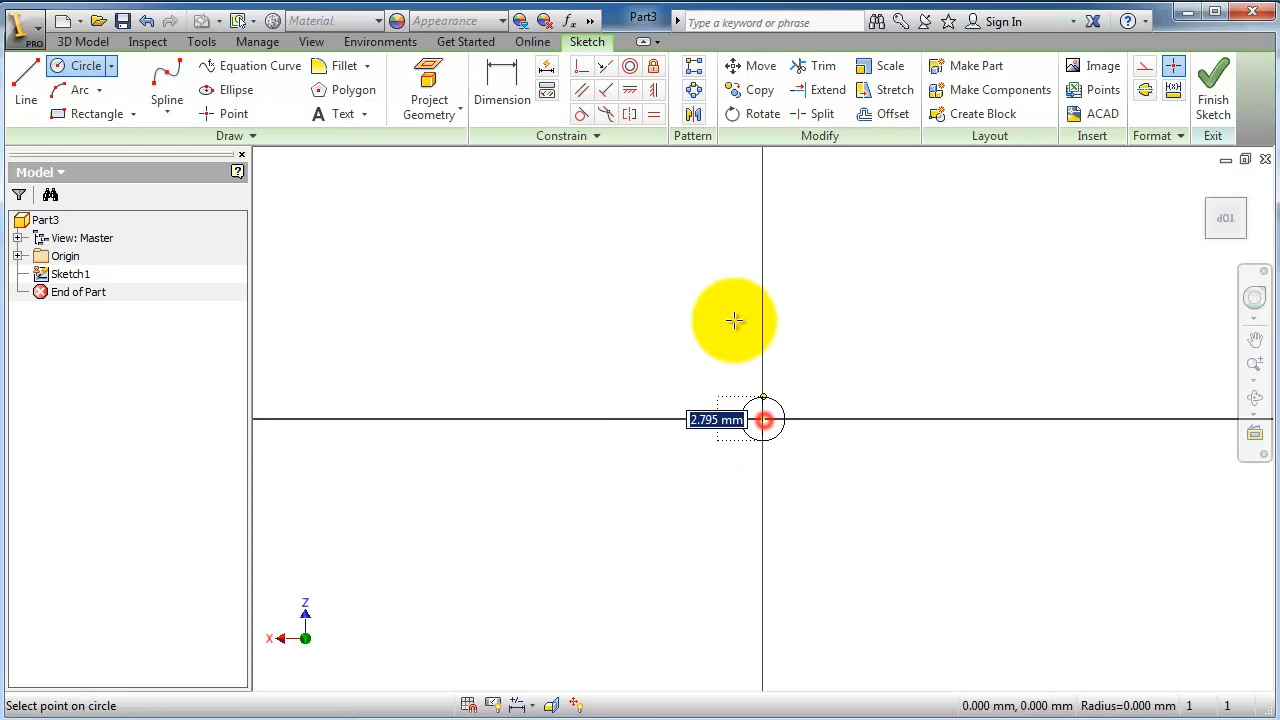 PRO
Material
Appearance
Part3
Type a keyword or phrase
Sign In
3D Model Inspect Tools Manage View Environments Get Started Online Sketch
Line
Circle
Arc
Rectangle
Spline
Equation Curve
Ellipse
Point
Fillet
Polygon
Text
Project Geometry
Dimension
Move
Copy
Rotate
Trim
Extend
Split
Scale
Stretch
Offset
Make Part
Make Components
Create Block
Image
Points
ACAD
Finish Sketch
Draw Constrain Pattern Modify Layout Insert Format Exit
Model
Part3
View: Master
Origin
Sketch1
End of Part
TOP
2.795 mm
Z
X
Select point on circle
0.000 mm, 0.000 mm Radius=0.000 mm 1 1